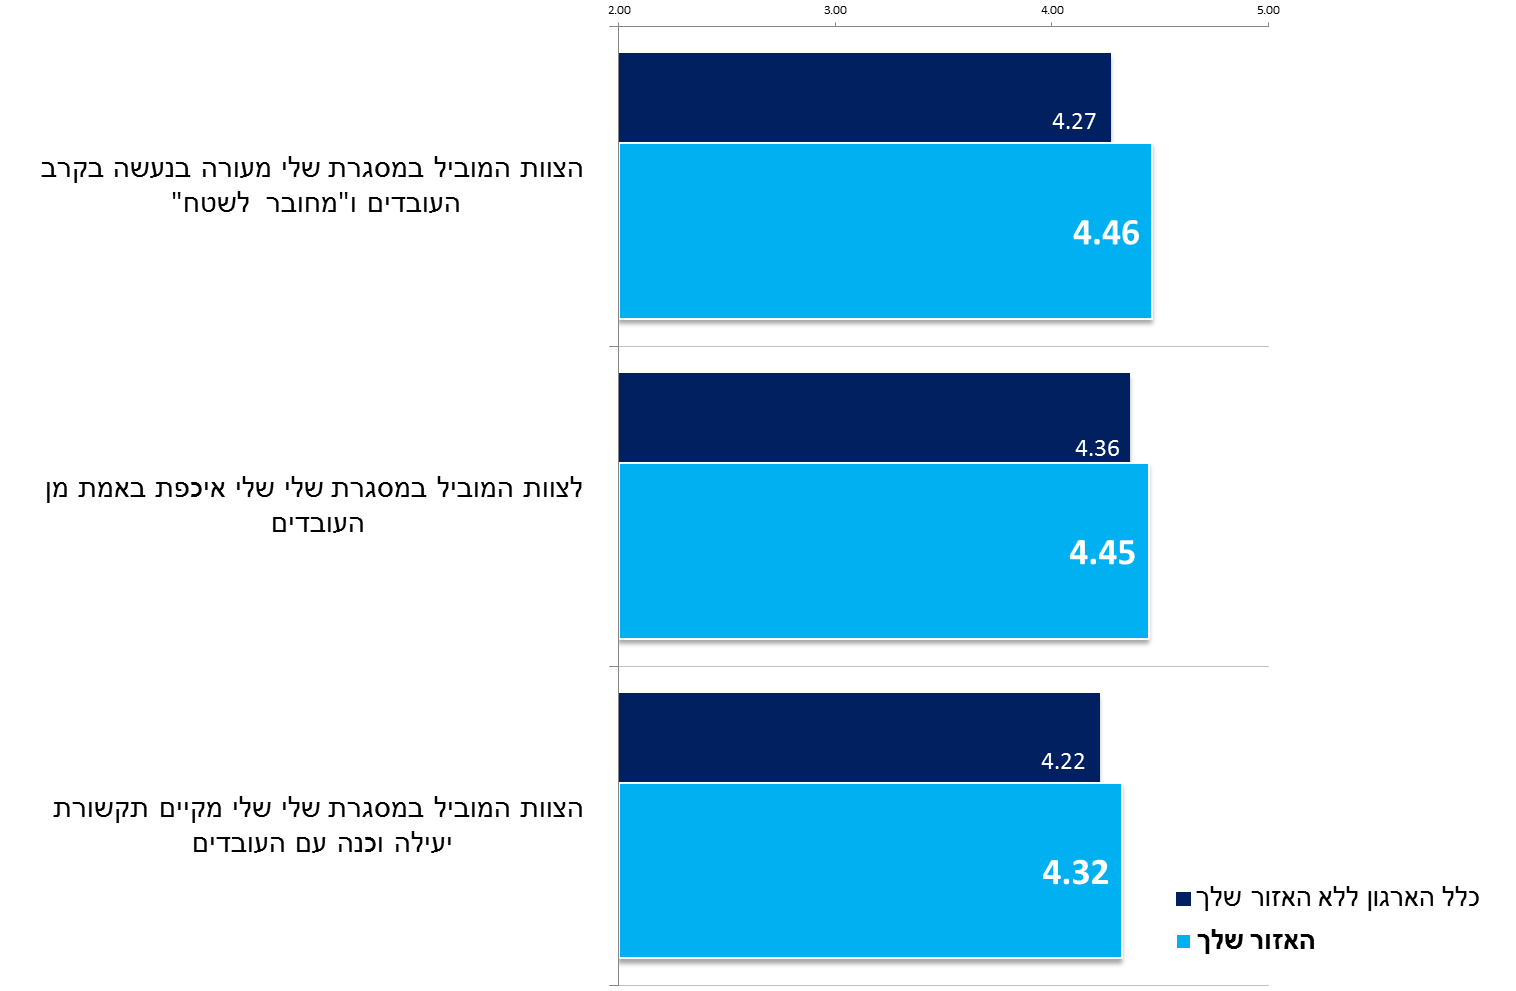 2.00 3.00 4.00 5.00
4.27
הצוות המוביל במסגרת שלי מעורה בנעשה בקרב
העובדים ו"מחובר לשטח"
4.46
4.36
לצוות המוביל במסגרת שלי שלי איכפת באמת מן
העובדים
4.45
4.22
הצוות המוביל במסגרת שלי שלי מקיים תקשורת
יעילה וכנה עם העובדים
4.32
כלל הארגון ללא האזור שלך
האזור שלך